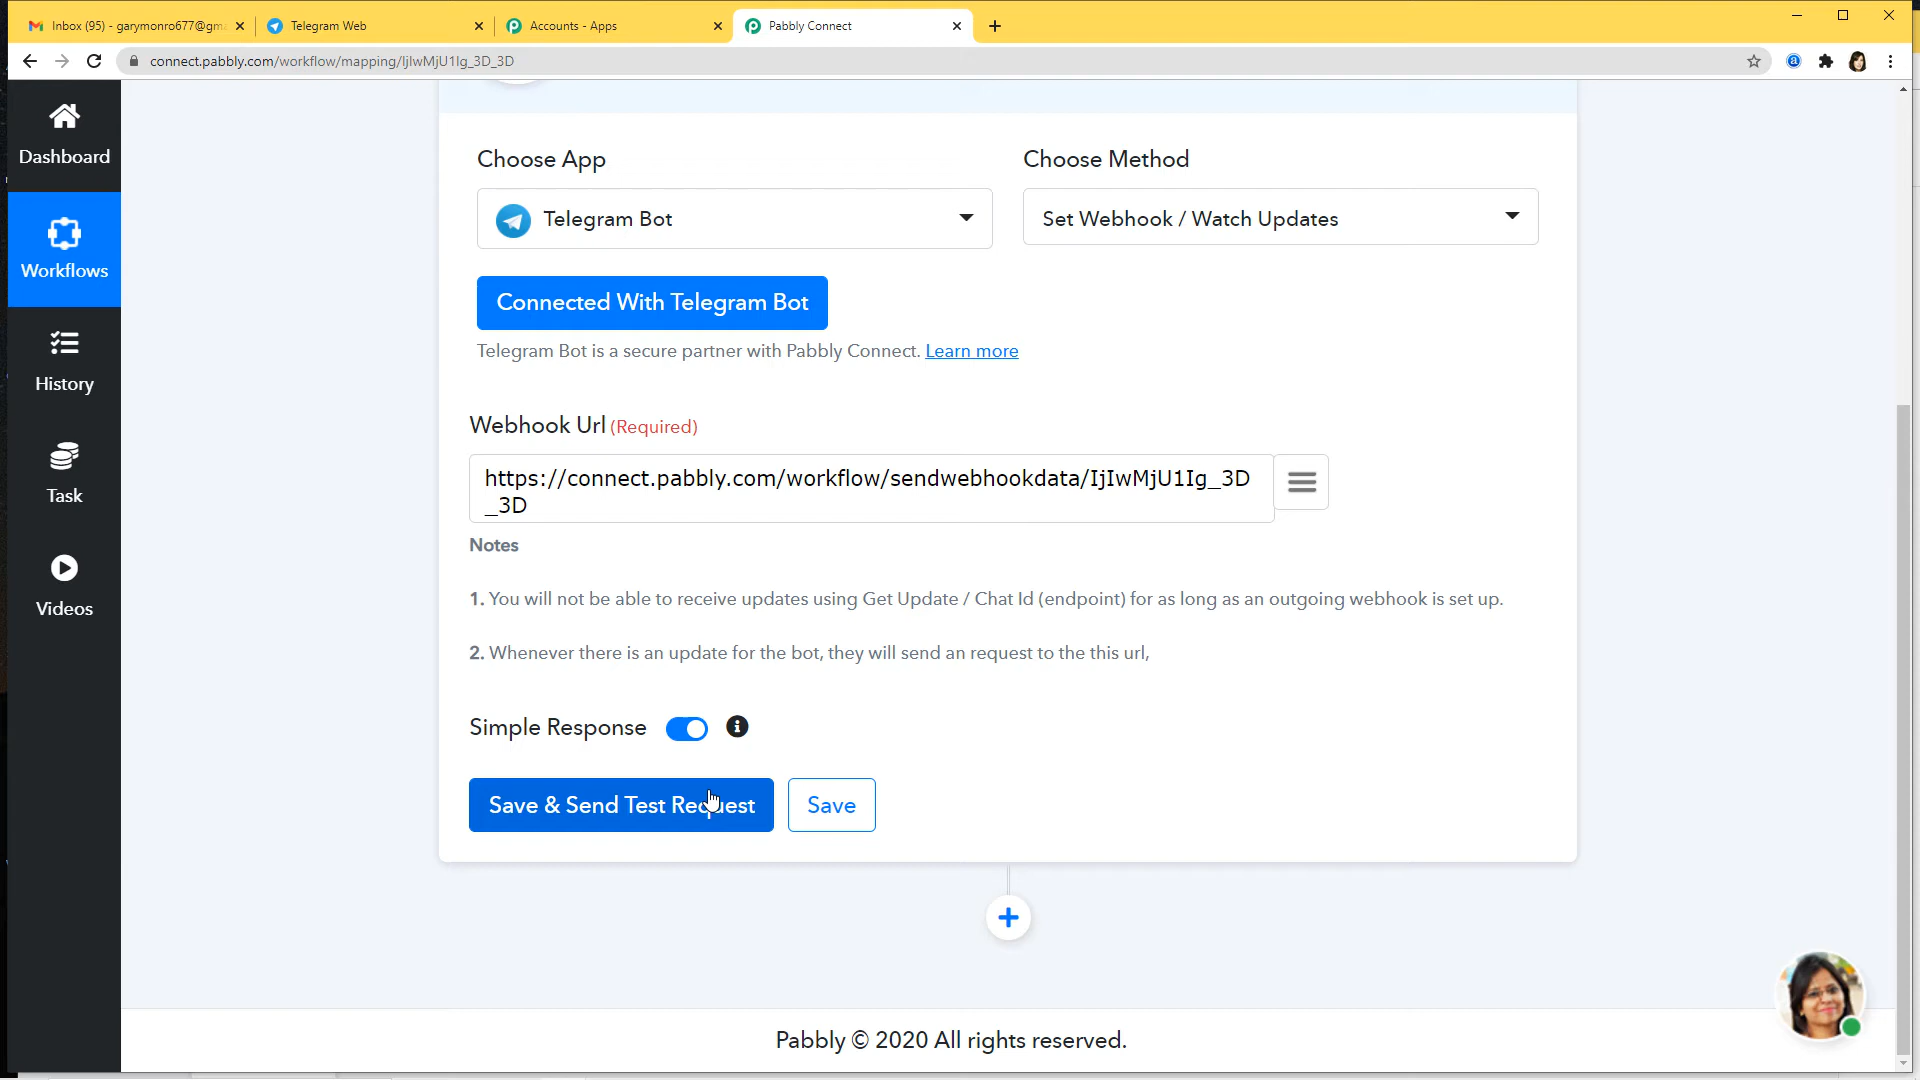 Inbox (95) - garymonro677@gm
Telegram Web
Accounts - Apps
Pabbly Connect
connect.pabbly.com/workflow/mapping/IjIwMjU1Ig_3D_3D
Dashboard
Workflows
History
Task
Videos
Choose App
Choose Method
Telegram Bot
Set Webhook / Watch Updates
Connected With Telegram Bot
Telegram Bot is a secure partner with Pabbly Connect. Learn more
Webhook Url (Required)
https://connect.pabbly.com/workflow/sendwebhookdata/IjIwMjU1Ig_3D
_3D
Notes
1. You will not be able to receive updates using Get Update / Chat Id (endpoint) for as long as an outgoing webhook is set up.
2. Whenever there is an update for the bot, they will send an request to the this url,
Simple Response
Save & Send Test Request
Save
Pabbly © 2020 All rights reserved.